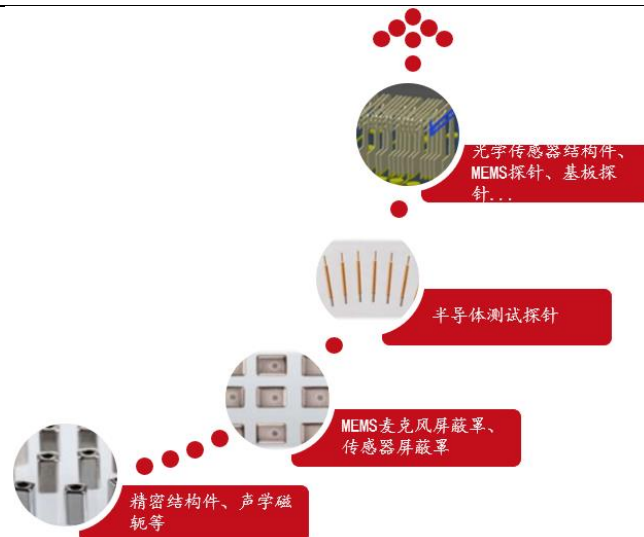 光学传感器结构件、
MEMS探针、基板探
针...
半导体测试探针
MEMS麦克风屏蔽罩、
传感器屏蔽罩
精密结构件、声学磁
轭等